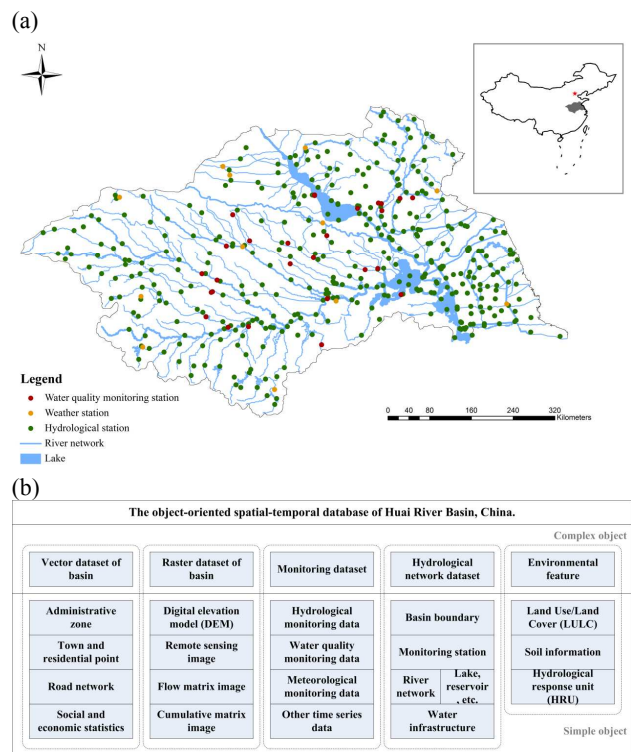 (a)
N
Legend
Water quality monitoring station
Weather station
Hydrological station
River network
Lake
0 40 80 160 240 320
Kilometers
(b)
The object-oriented spatial-temporal database of Huai River Basin, China.
Complex object
Vector dataset of
basin
Raster dataset of
basin
Monitoring dataset
Hydrological
network dataset
Environmental
feature
Administrative
zone
Town and
residential point
Road network
Social and
economic statistics
Digital elevation
model (DEM)
Remote sensing
image
Flow matrix image
Cumulative matrix
image
Hydrological
monitoring data
Water quality
monitoring data
Meteorological
monitoring data
Other time series
data
Basin boundary
Monitoring station
River
network
Lake,
reservoir
, etc.
Water
infrastructure
Land Use/Land
Cover (LULC)
Soil information
Hydrological
response unit
(HRU)
Simple object